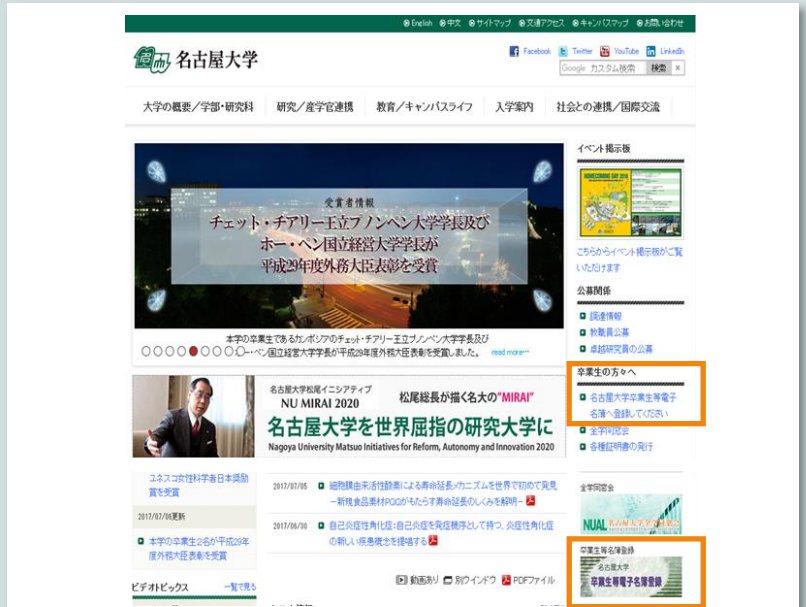 English 中文 サイトマップ 交通アクセス キャンパスマップ お問い合わせ
名古屋大学
Facebook Twitter YouTube LinkedIn
Google カスタム検索 検索 ×
大学の概要／学部・研究科 研究／産学官連携 教育／キャンパスライフ 入学案内 社会との連携／国際交流
受賞者情報
チェット・チアリー王立プノンペン大学学長及び
ホー・ペン国立経営大学学長が
平成29年度外務大臣表彰を受賞
本学の卒業生であるカンボジアのチェット・チアリー王立プノンペン大学学長及び
ホー・ペン国立経営大学学長が平成29年度外務大臣表彰を受賞しました。 read more…
名古屋大学松尾イニシアティブ
NU MIRAI 2020
松尾総長が描く名大の"MIRAI"
名古屋大学を世界屈指の研究大学に
Nagoya University Matsuo Initiatives for Reform, Autonomy and Innovation 2020
ユネスコ女性科学者日本奨励
賞を受賞
2017/07/06更新
本学の卒業生2名が平成29年
度外務大臣表彰を受賞
ビデオトピックス 一覧で見る
2017/07/05 細胞膜由来活性酸素による寿命延長メカニズムを世界で初めて発見
－新規食品素材PQQがもたらす寿命延長のしくみを解明－
2017/06/30 自己炎症性角化症:自己炎症を発症機序として持つ、炎症性角化症
の新しい疾患概念を提唱する
動画あり 別ウインドウ PDFファイル
イベント掲示板
HOMECOMING DAY 2016
こちらからイベント掲示板がご覧
いただけます
公募関係
調達情報
教職員公募
卓越研究員の公募
卒業生の方々へ
名古屋大学卒業生等電子
名簿へ登録してください
全学同窓会
各種証明書の発行
全学同窓会
NUAL 名古屋大学全学同窓会
卒業生等名簿登録
名古屋大学
卒業生等電子名簿登録